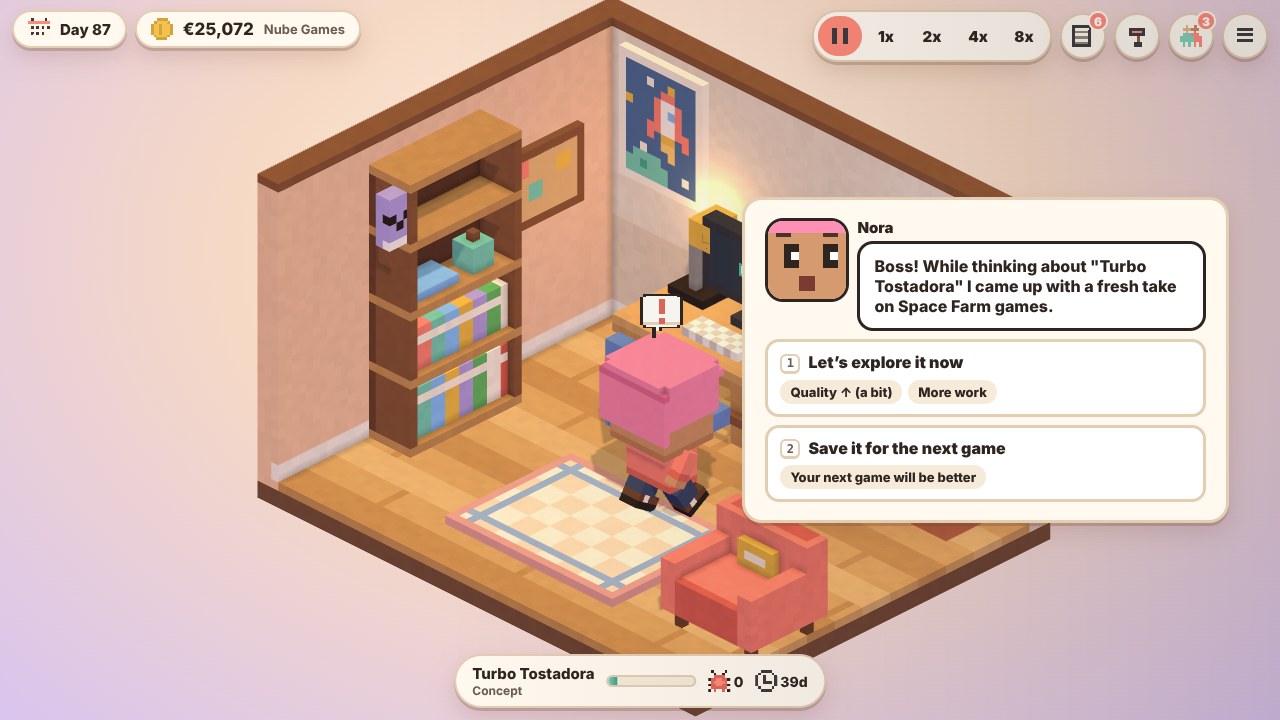 Day 87
€25,072 Nube Games
1x 2x 4x 8x
6
3
Nora
Boss! While thinking about "Turbo
Tostadora" I came up with a fresh take
on Space Farm games.
1 Let's explore it now
Quality ↑ (a bit) More work
2 Save it for the next game
Your next game will be better
!
Turbo Tostadora
Concept
0
39d